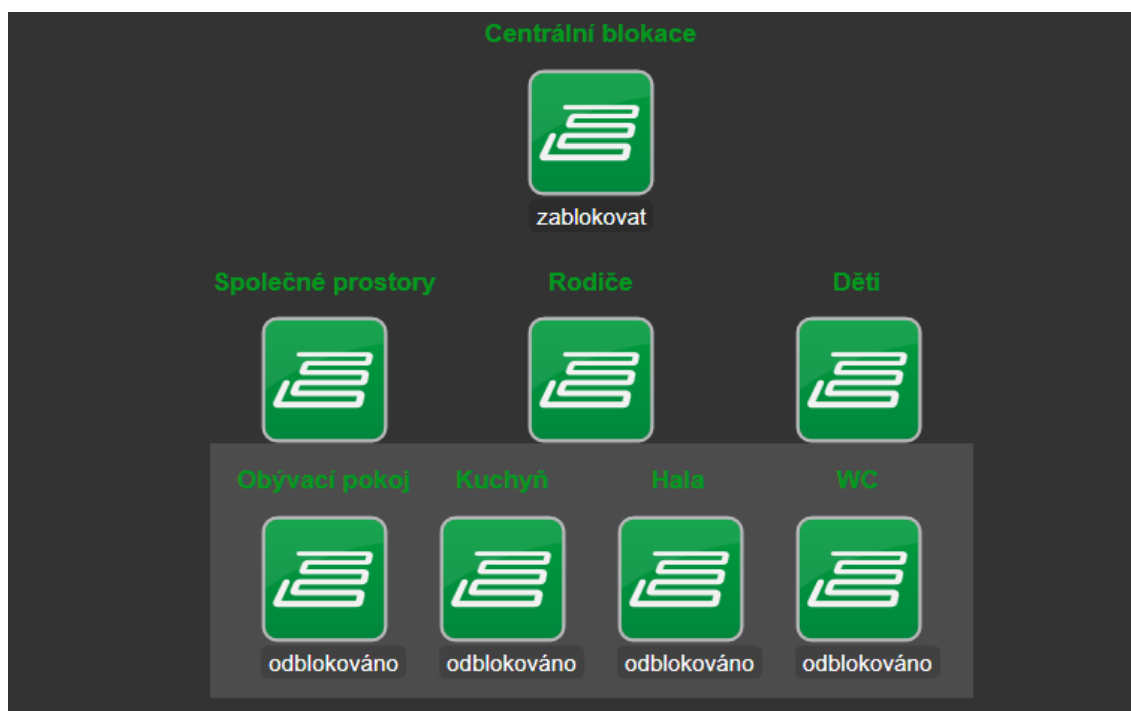 Centrální blokace
zablokovat
Společné prostory Rodiče Děti
Obývací pokoj Kuchyň Hala WC
odblokováno odblokováno odblokováno odblokováno